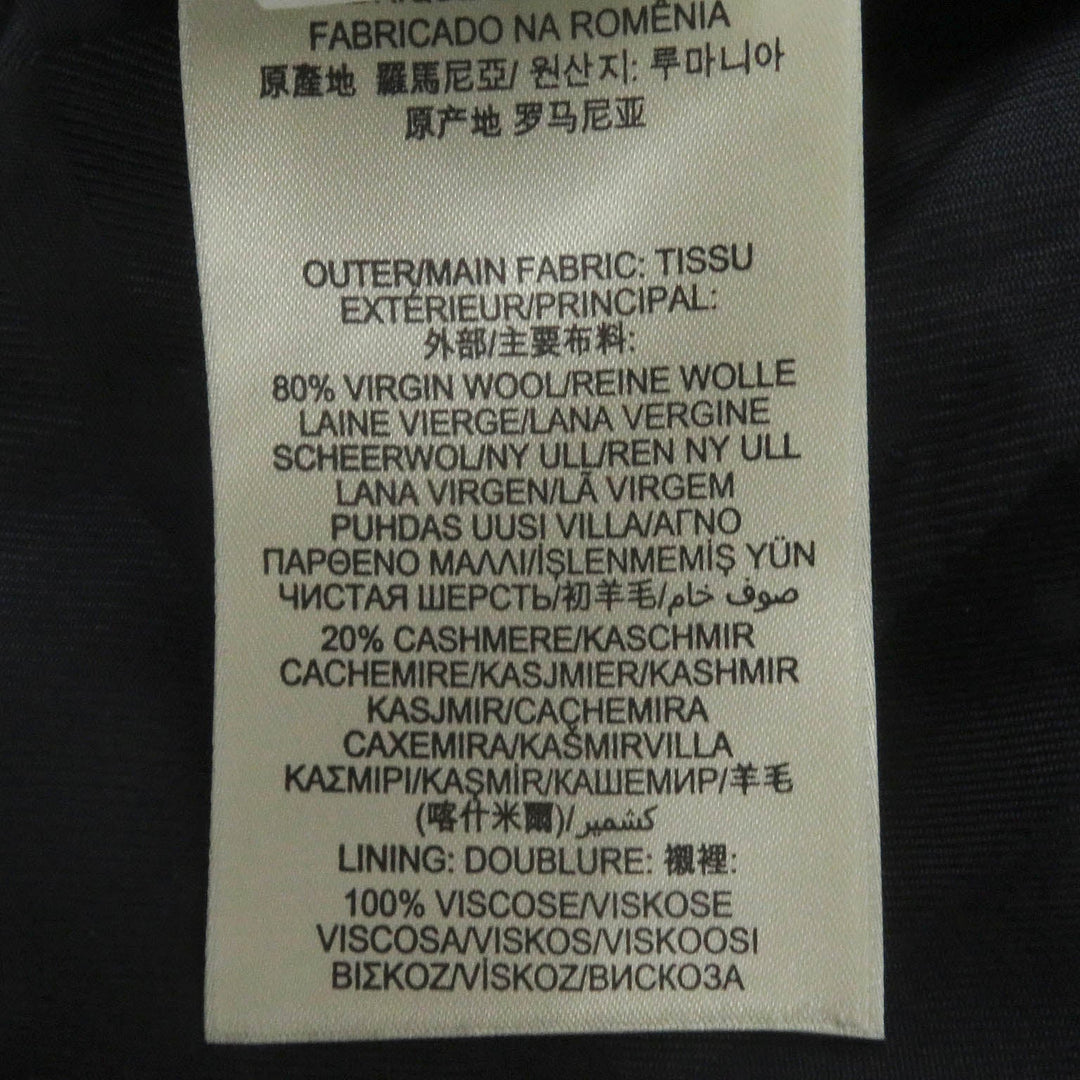 FABRICADO NA ROMÊNIA
原產地 羅馬尼亞/ 원산지: 루마니아
原产地 罗马尼亚
OUTER/MAIN FABRIC: TISSU
EXTÉRIEUR/PRINCIPAL:
外部/主要布料:
80% VIRGIN WOOL/REINE WOLLE
LAINE VIERGE/LANA VERGINE
SCHEERWOL/NY ULL/REN NY ULL
LANA VIRGEN/LÃ VIRGEM
PUHDAS UUSI VILLA/ΑΓΝΟ
ΠΑΡΘΕΝΟ ΜΑΛΛΙ/İŞLENMEMİŞ YÜN
ЧИСТАЯ ШЕРСТЬ/初羊毛/صوف خام
20% CASHMERE/KASCHMIR
CACHEMIRE/KASJMIER/KASHMIR
KASJMIR/CAÇHEMIRA
CAXEMIRA/KAŠMIRVILLA
ΚΑΣΜΙΡΙ/KAŞMİR/КАШЕМИР/羊毛
(喀什米爾)/كشمير
LINING: DOUBLURE: 襯裡:
100% VISCOSE/VISKOSE
VISCOSA/VISKOS/VISKOOSI
ΒΙΣΚΟΖ/VİSKOZ/ВИСКОЗА